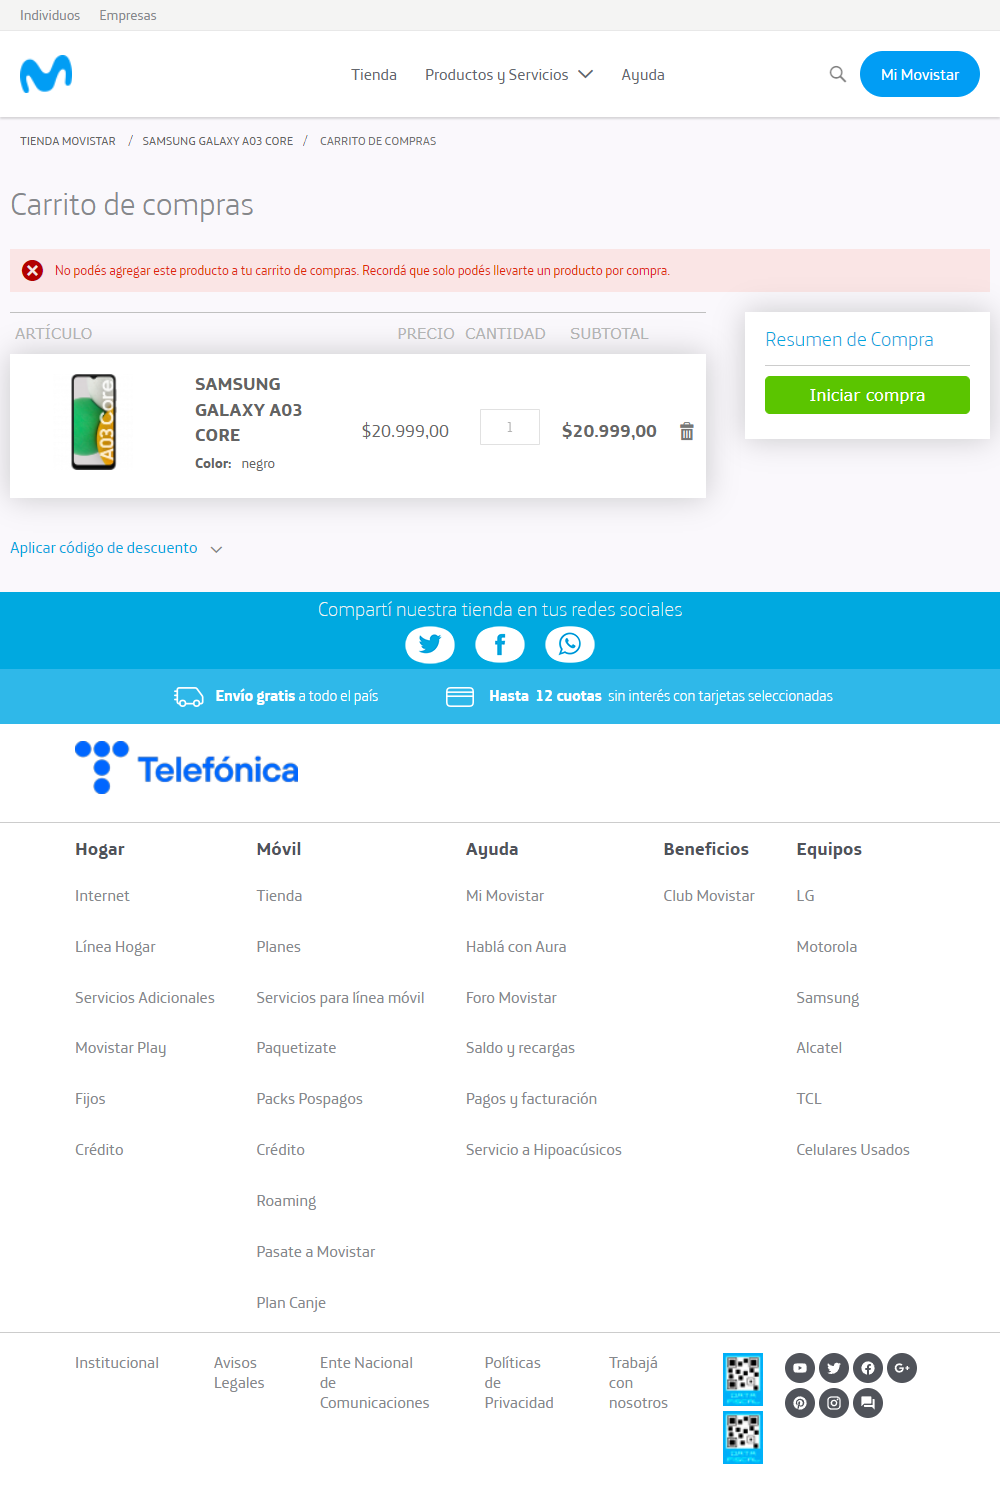 Individuos Empresas
Tienda Productos y Servicios Ayuda Mi Movistar
TIENDA MOVISTAR / SAMSUNG GALAXY A03 CORE / CARRITO DE COMPRAS
Carrito de compras
No podés agregar este producto a tu carrito de compras. Recordá que solo podés llevarte un producto por compra.
ARTÍCULO PRECIO CANTIDAD SUBTOTAL
A03 Core
SAMSUNG
GALAXY A03
CORE
Color: negro
$20.999,00 1 $20.999,00
Resumen de Compra
Iniciar compra
Aplicar código de descuento
Compartí nuestra tienda en tus redes sociales
Envío gratis a todo el país Hasta 12 cuotas sin interés con tarjetas seleccionadas
Telefónica
Hogar
Internet
Línea Hogar
Servicios Adicionales
Movistar Play
Fijos
Crédito
Móvil
Tienda
Planes
Servicios para línea móvil
Paquetizate
Packs Pospagos
Crédito
Roaming
Pasate a Movistar
Plan Canje
Ayuda
Mi Movistar
Hablá con Aura
Foro Movistar
Saldo y recargas
Pagos y facturación
Servicio a Hipoacúsicos
Beneficios
Club Movistar
Equipos
LG
Motorola
Samsung
Alcatel
TCL
Celulares Usados
Institucional
Avisos
Legales
Ente Nacional
de
Comunicaciones
Políticas
de
Privacidad
Trabajá
con
nosotros